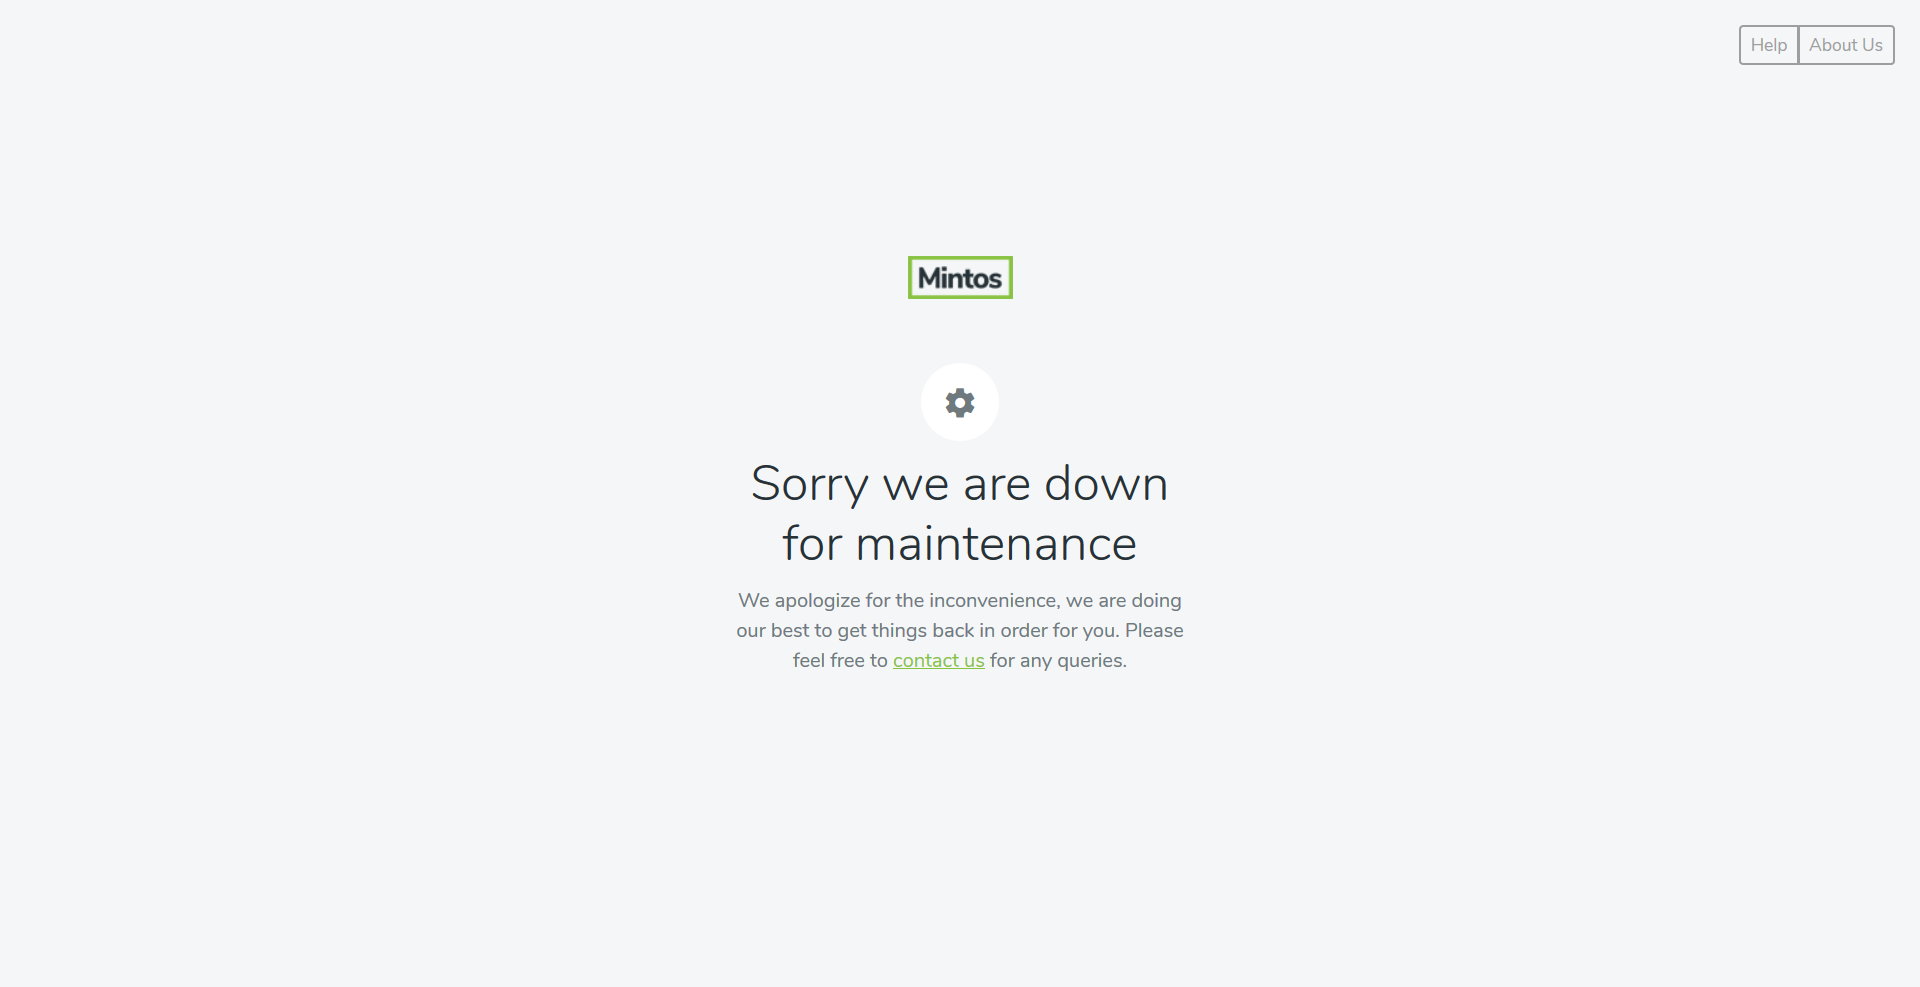 Help
About Us
Mintos
Sorry we are down
for maintenance
We apologize for the inconvenience, we are doing
our best to get things back in order for you. Please
feel free to contact us for any queries.